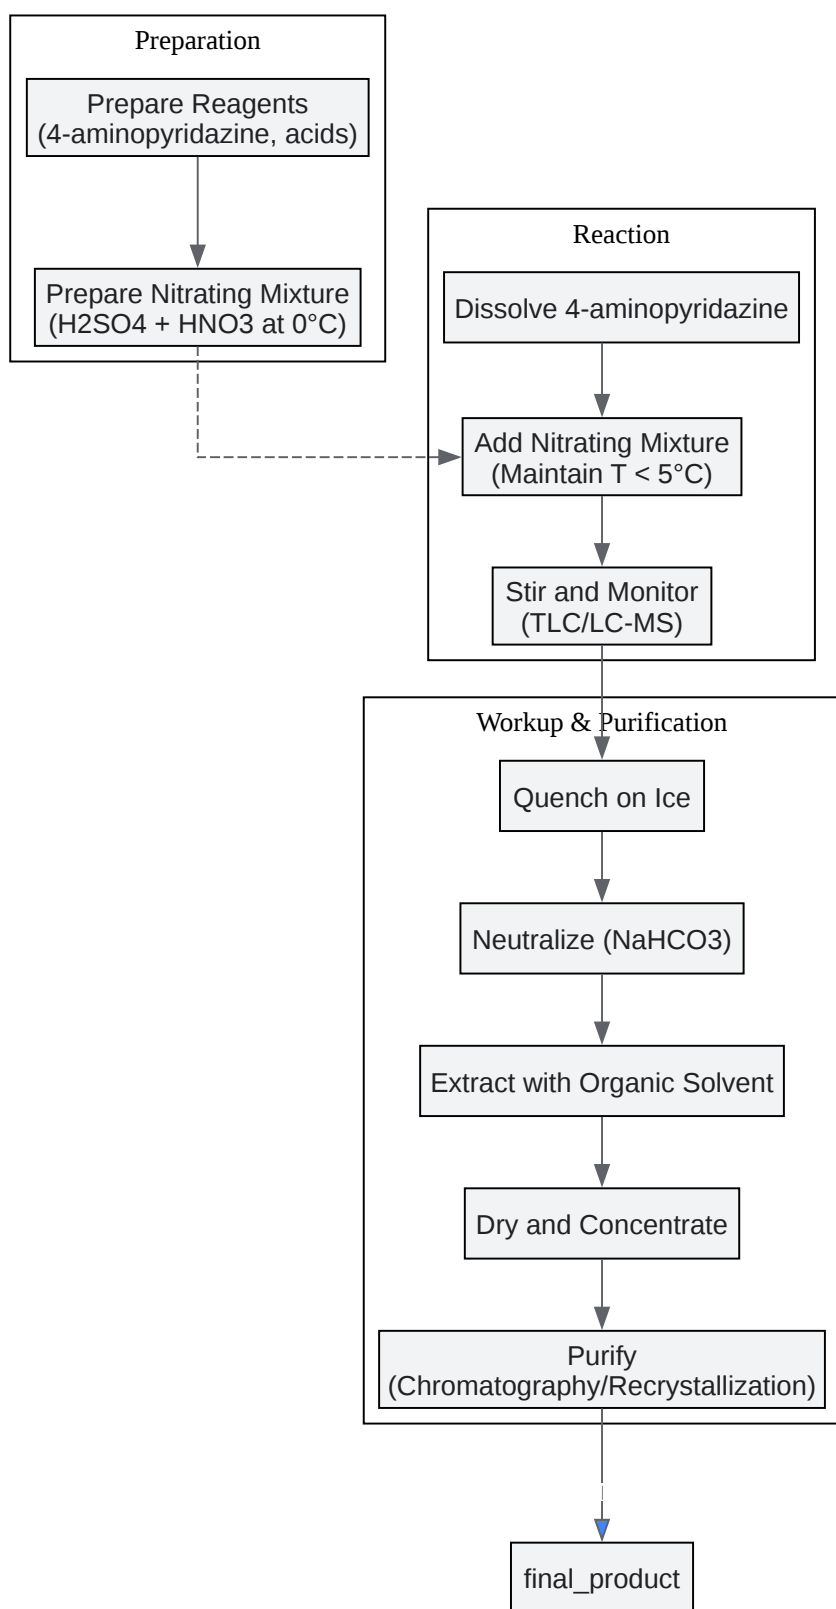 Preparation
Prepare Reagents
(4-aminopyridazine, acids)
Prepare Nitrating Mixture
(H2SO4 + HNO3 at 0°C)
Reaction
Dissolve 4-aminopyridazine
Add Nitrating Mixture
(Maintain T < 5°C)
Stir and Monitor
(TLC/LC-MS)
Workup & Purification
Quench on Ice
Neutralize (NaHCO3)
Extract with Organic Solvent
Dry and Concentrate
Purify
(Chromatography/Recrystallization)
final_product